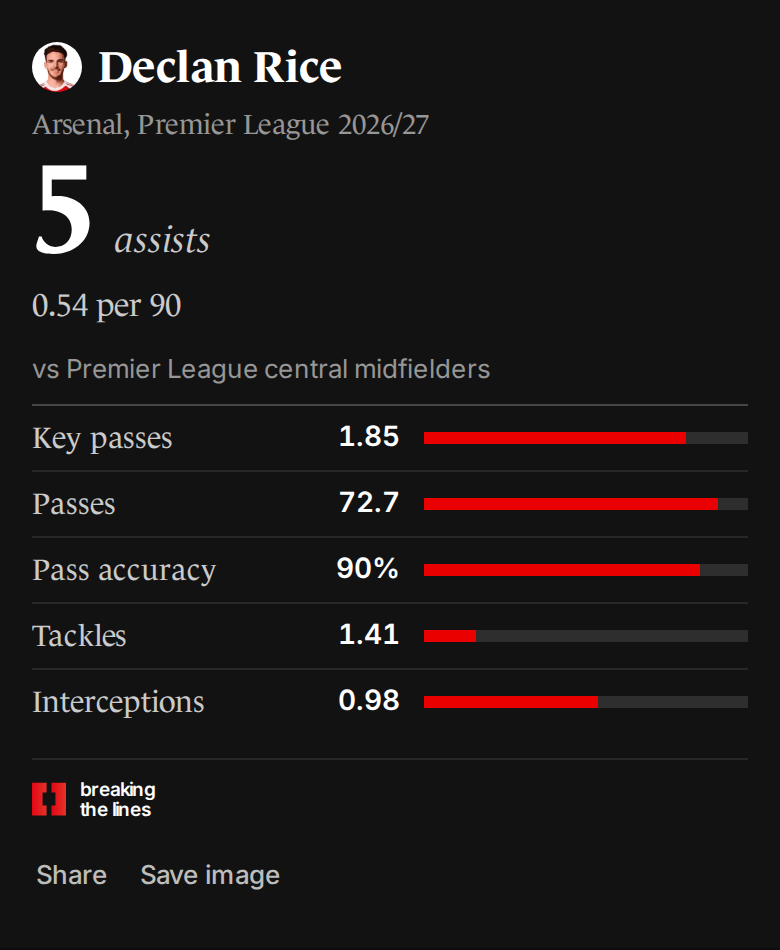 Declan Rice
Arsenal, Premier League 2026/27
5 assists
0.54 per 90
vs Premier League central midfielders
Key passes 1.85
Passes 72.7
Pass accuracy 90%
Tackles 1.41
Interceptions 0.98
breaking
the lines
Share Save image